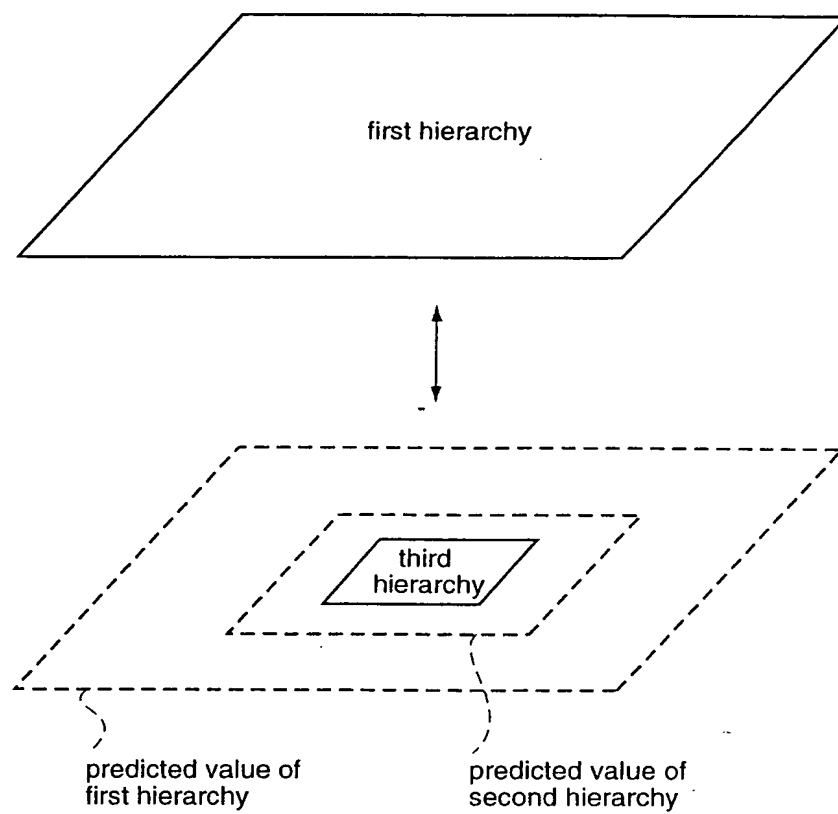 first hierarchy
third
hierarchy
predicted value of
first hierarchy
predicted value of
second hierarchy